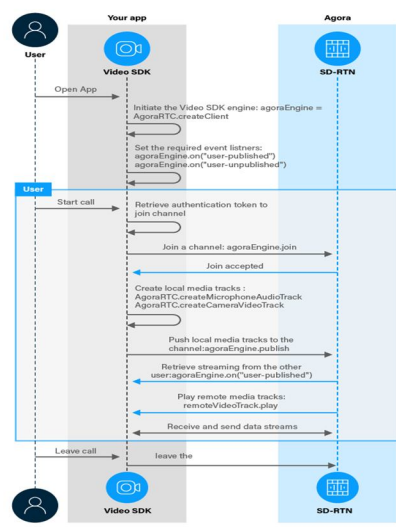 Your app
Agora
User
Video SDK
SD-RTN
Open App
Initiate the Video SDK engine: agoraEngine =
AgoraRTC.createClient
Set the required event listners:
agoraEngine.on("user-published")
agoraEngine.on("user-unpublished")
User
Start call
Retrieve authentication token to
join channel
Join a channel: agoraEngine.join
Join accepted
Create local media tracks :
AgoraRTC.createMicrophoneAudioTrack
AgoraRTC.createCameraVideoTrack
Push local media tracks to the
channel:agoraEngine.publish
Retrieve streaming from the other
user:agoraEngine.on("user-published")
Play remote media tracks:
remoteVideoTrack.play
Receive and send data streams
Leave call
leave the
Video SDK
SD-RTN